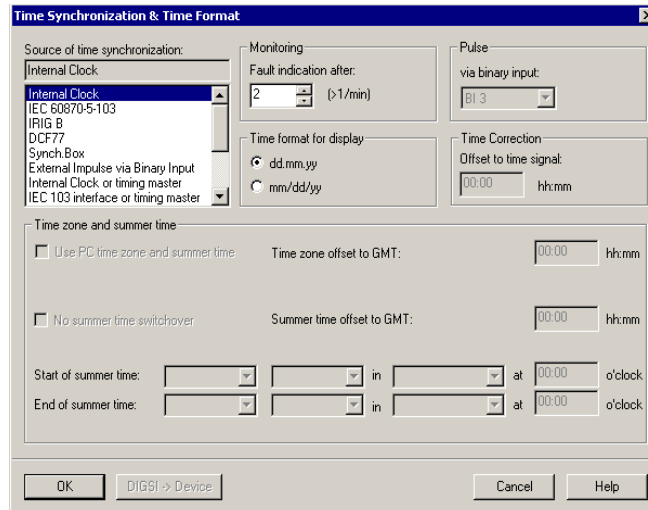 Time Synchronization & Time Format
Source of time synchronization:
Internal Clock
Internal Clock
IEC 60870-5-103
IRIG B
DCF77
Synch.Box
External Impulse via Binary Input
Internal Clock or timing master
IEC 103 interface or timing master
Monitoring
Fault indication after:
2 (>1/min)
Pulse
via binary input:
BI 3
Time format for display
dd.mm.yy
mm/dd/yy
Time Correction
Offset to time signal:
00:00 hh:mm
Time zone and summer time
Use PC time zone and summer time Time zone offset to GMT: 00:00 hh:mm
No summer time switchover Summer time offset to GMT: 00:00 hh:mm
Start of summer time: in at 00:00 o'clock
End of summer time: in at 00:00 o'clock
OK DIGSI -> Device Cancel Help